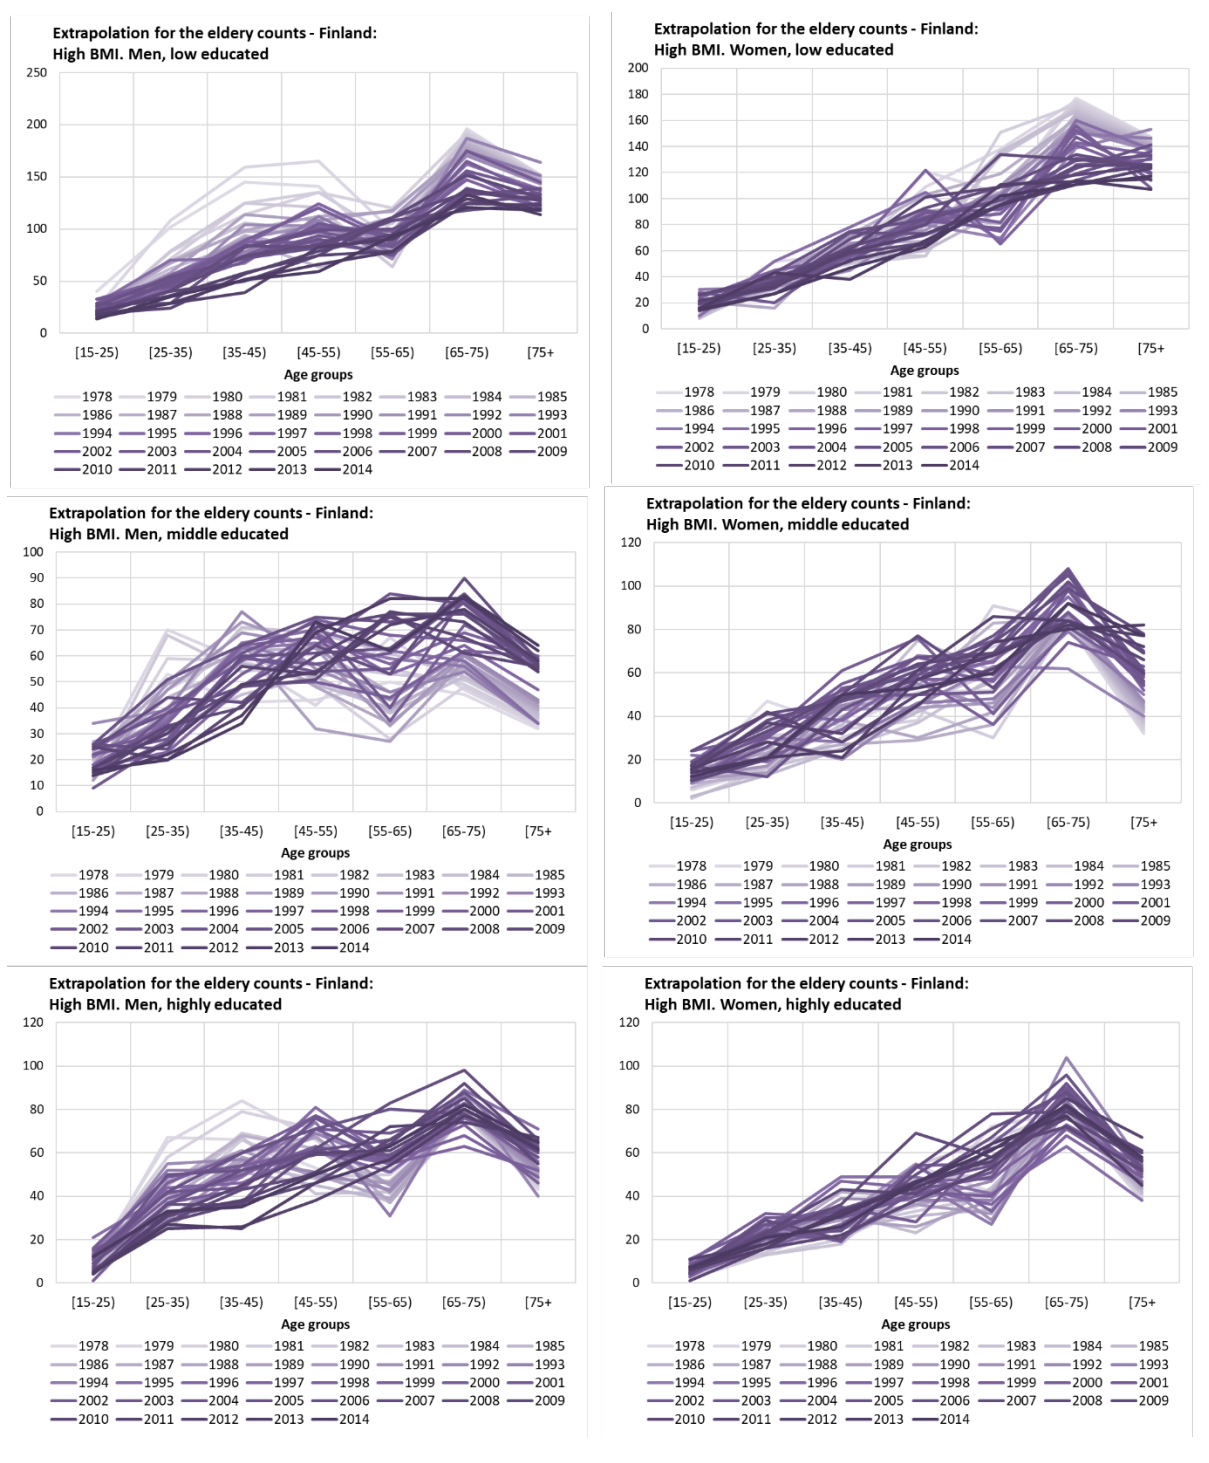 Extrapolation for the eldery counts - Finland:
High BMI. Men, low educated
250
200
150
100
50
0
[15-25) [25-35) [35-45) [45-55) [55-65) [65-75) [75+
Age groups
1978 1979 1980 1981 1982 1983 1984 1985
1986 1987 1988 1989 1990 1991 1992 1993
1994 1995 1996 1997 1998 1999 2000 2001
2002 2003 2004 2005 2006 2007 2008 2009
2010 2011 2012 2013 2014
Extrapolation for the eldery counts - Finland:
High BMI. Women, low educated
200
180
160
140
120
100
80
60
40
20
0
[15-25) [25-35) [35-45) [45-55) [55-65) [65-75) [75+
Age groups
1978 1979 1980 1981 1982 1983 1984 1985
1986 1987 1988 1989 1990 1991 1992 1993
1994 1995 1996 1997 1998 1999 2000 2001
2002 2003 2004 2005 2006 2007 2008 2009
2010 2011 2012 2013 2014
Extrapolation for the eldery counts - Finland:
High BMI. Men, middle educated
100
90
80
70
60
50
40
30
20
10
0
[15-25) [25-35) [35-45) [45-55) [55-65) [65-75) [75+
Age groups
1978 1979 1980 1981 1982 1983 1984 1985
1986 1987 1988 1989 1990 1991 1992 1993
1994 1995 1996 1997 1998 1999 2000 2001
2002 2003 2004 2005 2006 2007 2008 2009
2010 2011 2012 2013 2014
Extrapolation for the eldery counts - Finland:
High BMI. Women, middle educated
120
100
80
60
40
20
0
[15-25) [25-35) [35-45) [45-55) [55-65) [65-75) [75+
Age groups
1978 1979 1980 1981 1982 1983 1984 1985
1986 1987 1988 1989 1990 1991 1992 1993
1994 1995 1996 1997 1998 1999 2000 2001
2002 2003 2004 2005 2006 2007 2008 2009
2010 2011 2012 2013 2014
Extrapolation for the eldery counts - Finland:
High BMI. Men, highly educated
120
100
80
60
40
20
0
[15-25) [25-35) [35-45) [45-55) [55-65) [65-75) [75+
Age groups
1978 1979 1980 1981 1982 1983 1984 1985
1986 1987 1988 1989 1990 1991 1992 1993
1994 1995 1996 1997 1998 1999 2000 2001
2002 2003 2004 2005 2006 2007 2008 2009
2010 2011 2012 2013 2014
Extrapolation for the eldery counts - Finland:
High BMI. Women, highly educated
120
100
80
60
40
20
0
[15-25) [25-35) [35-45) [45-55) [55-65) [65-75) [75+
Age groups
1978 1979 1980 1981 1982 1983 1984 1985
1986 1987 1988 1989 1990 1991 1992 1993
1994 1995 1996 1997 1998 1999 2000 2001
2002 2003 2004 2005 2006 2007 2008 2009
2010 2011 2012 2013 2014